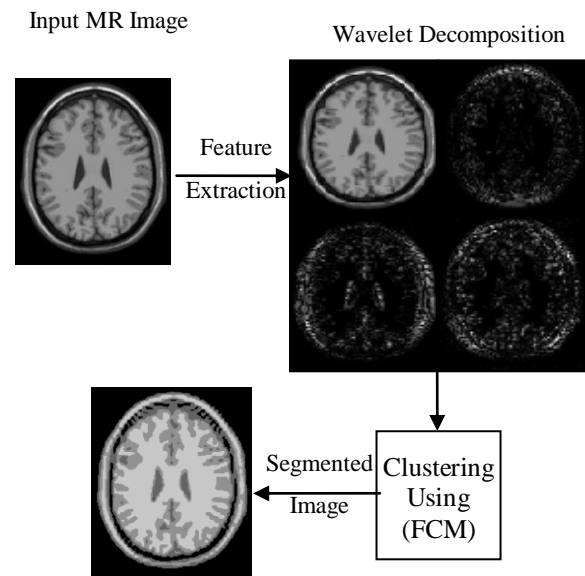 Input MR Image
Wavelet Decomposition
Feature
Extraction
Segmented
Image
Clustering
Using
(FCM)